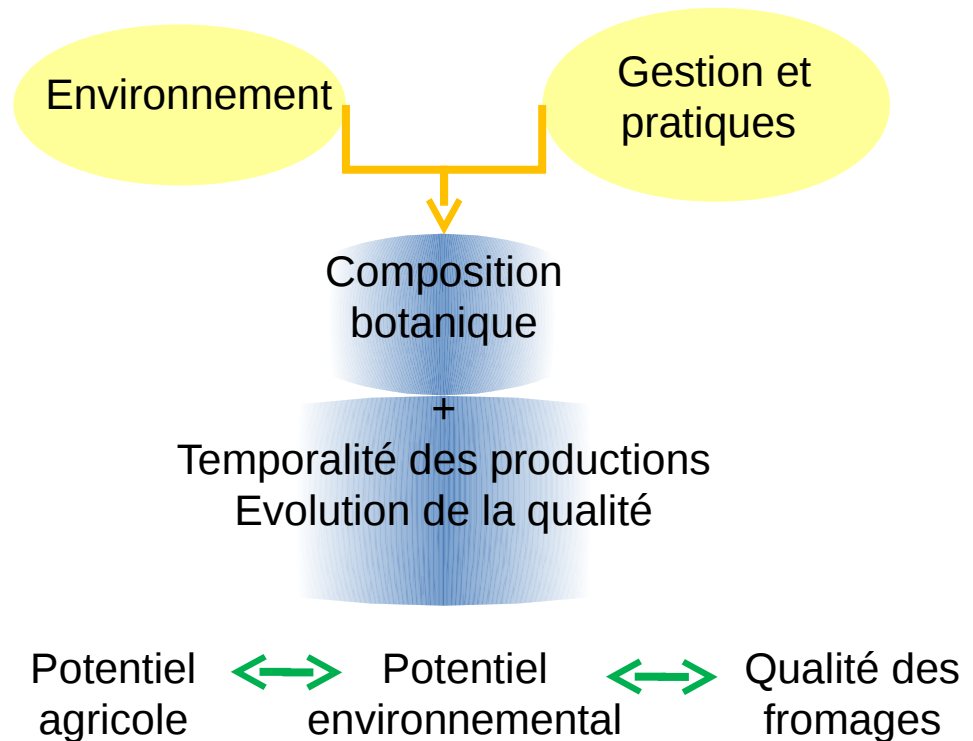 Environnement
Gestion et
pratiques
Composition
botanique
+
Temporalité des productions
Evolution de la qualité
Potentiel
agricole
Potentiel
environnemental
Qualité des
fromages